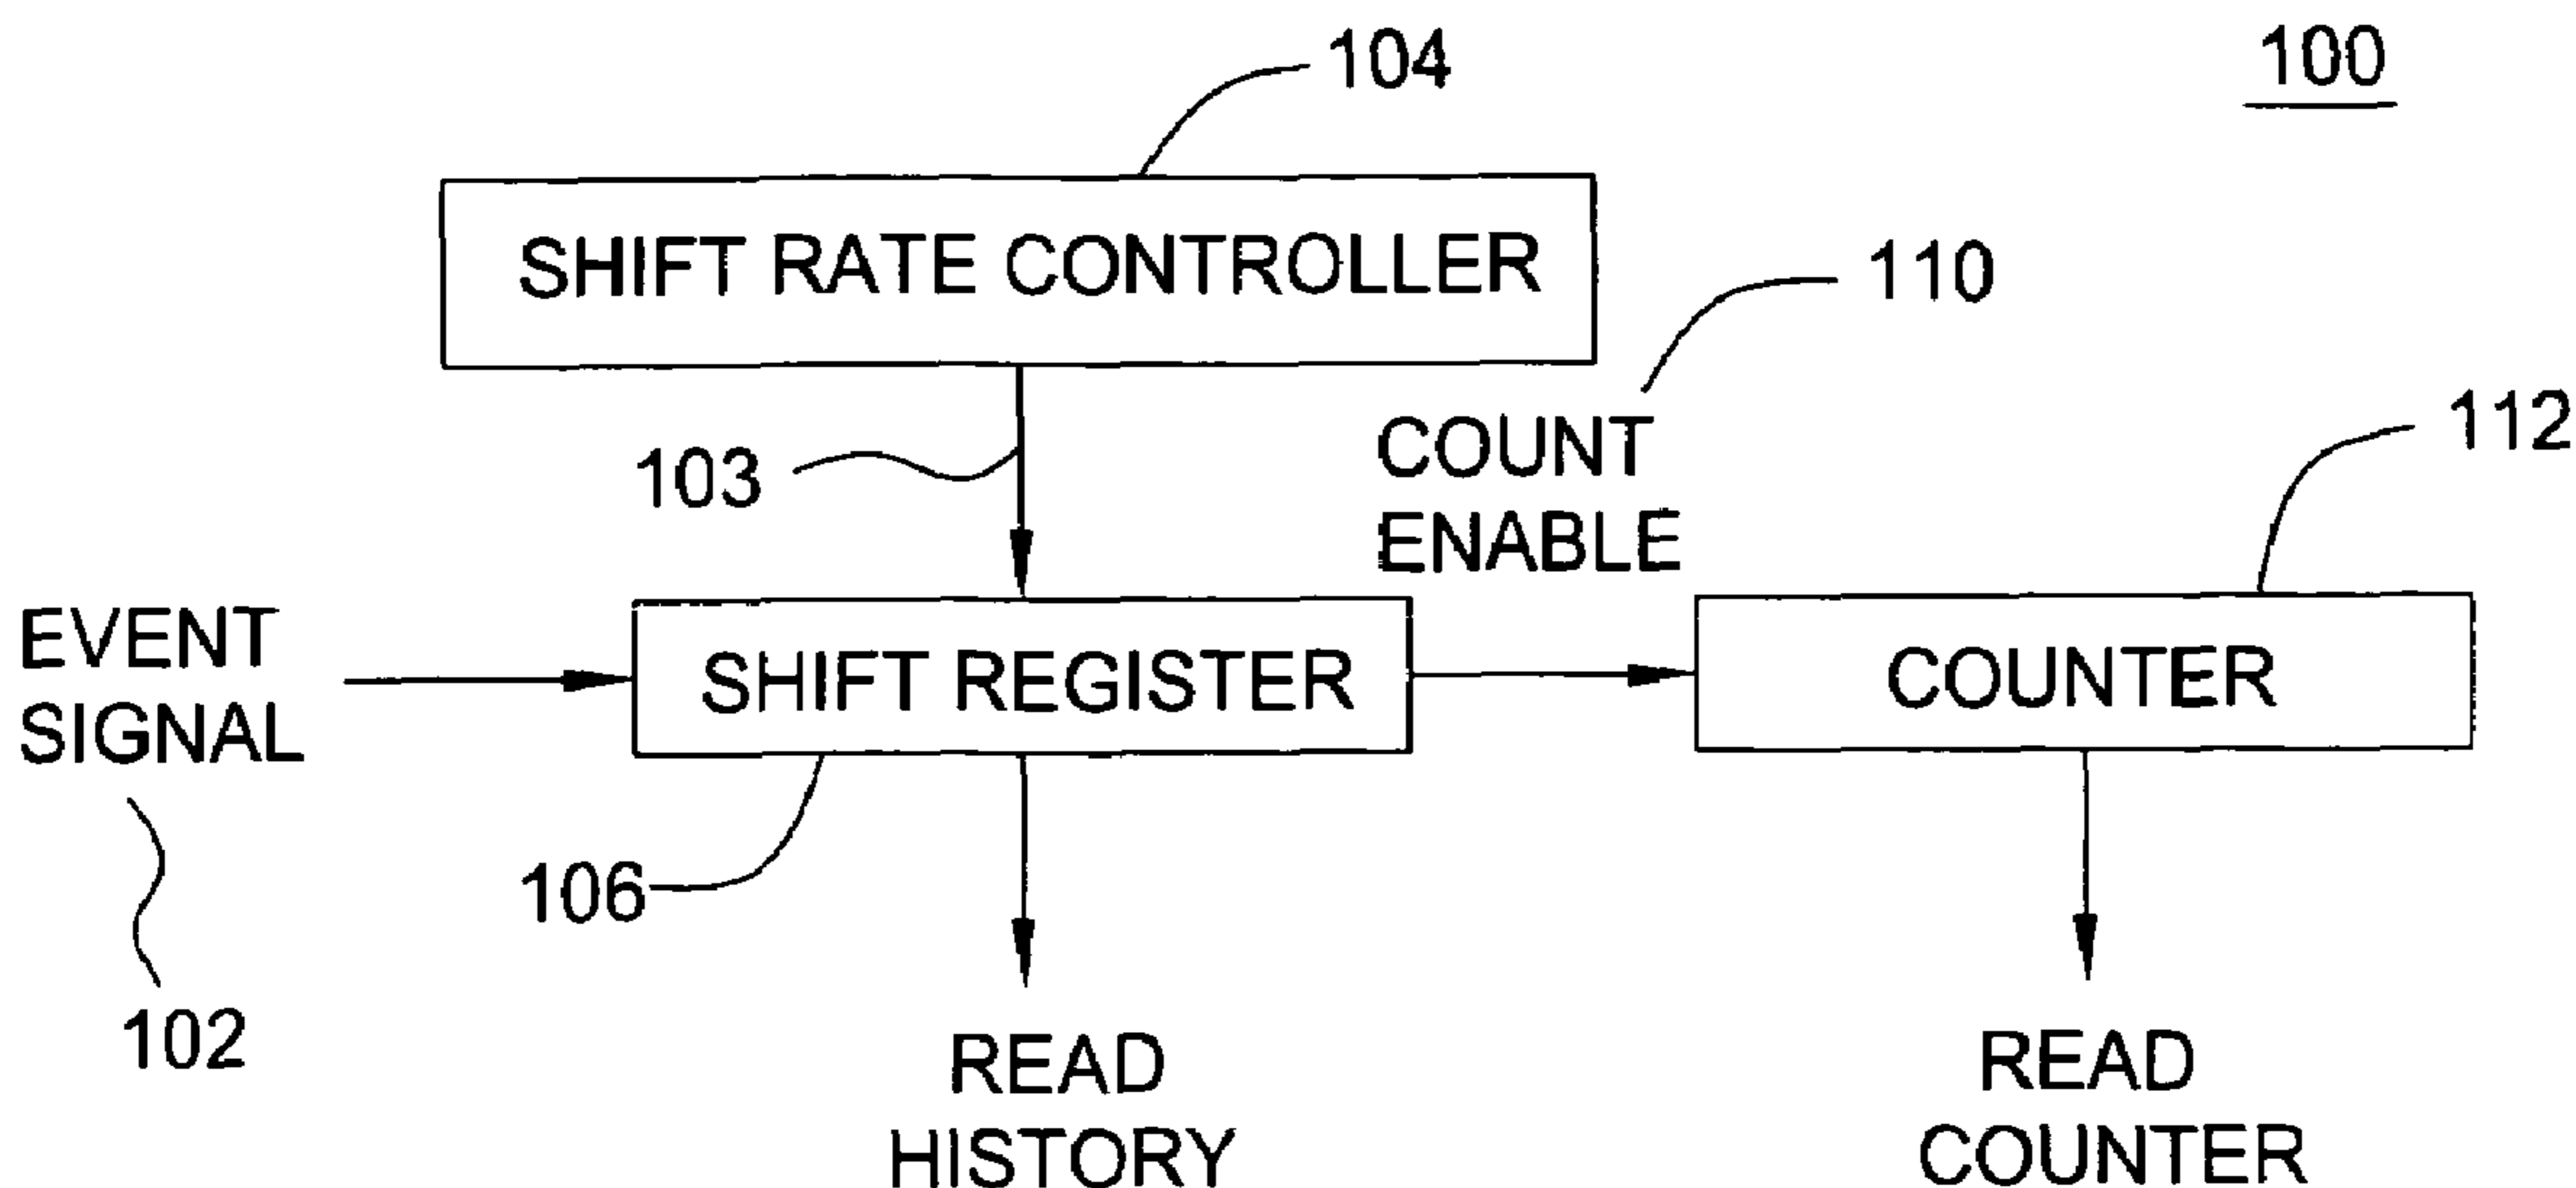 100
104
SHIFT RATE CONTROLLER
110
103
COUNT
ENABLE
112
EVENT
SIGNAL
SHIFT REGISTER
COUNTER
106
102
READ
HISTORY
READ
COUNTER